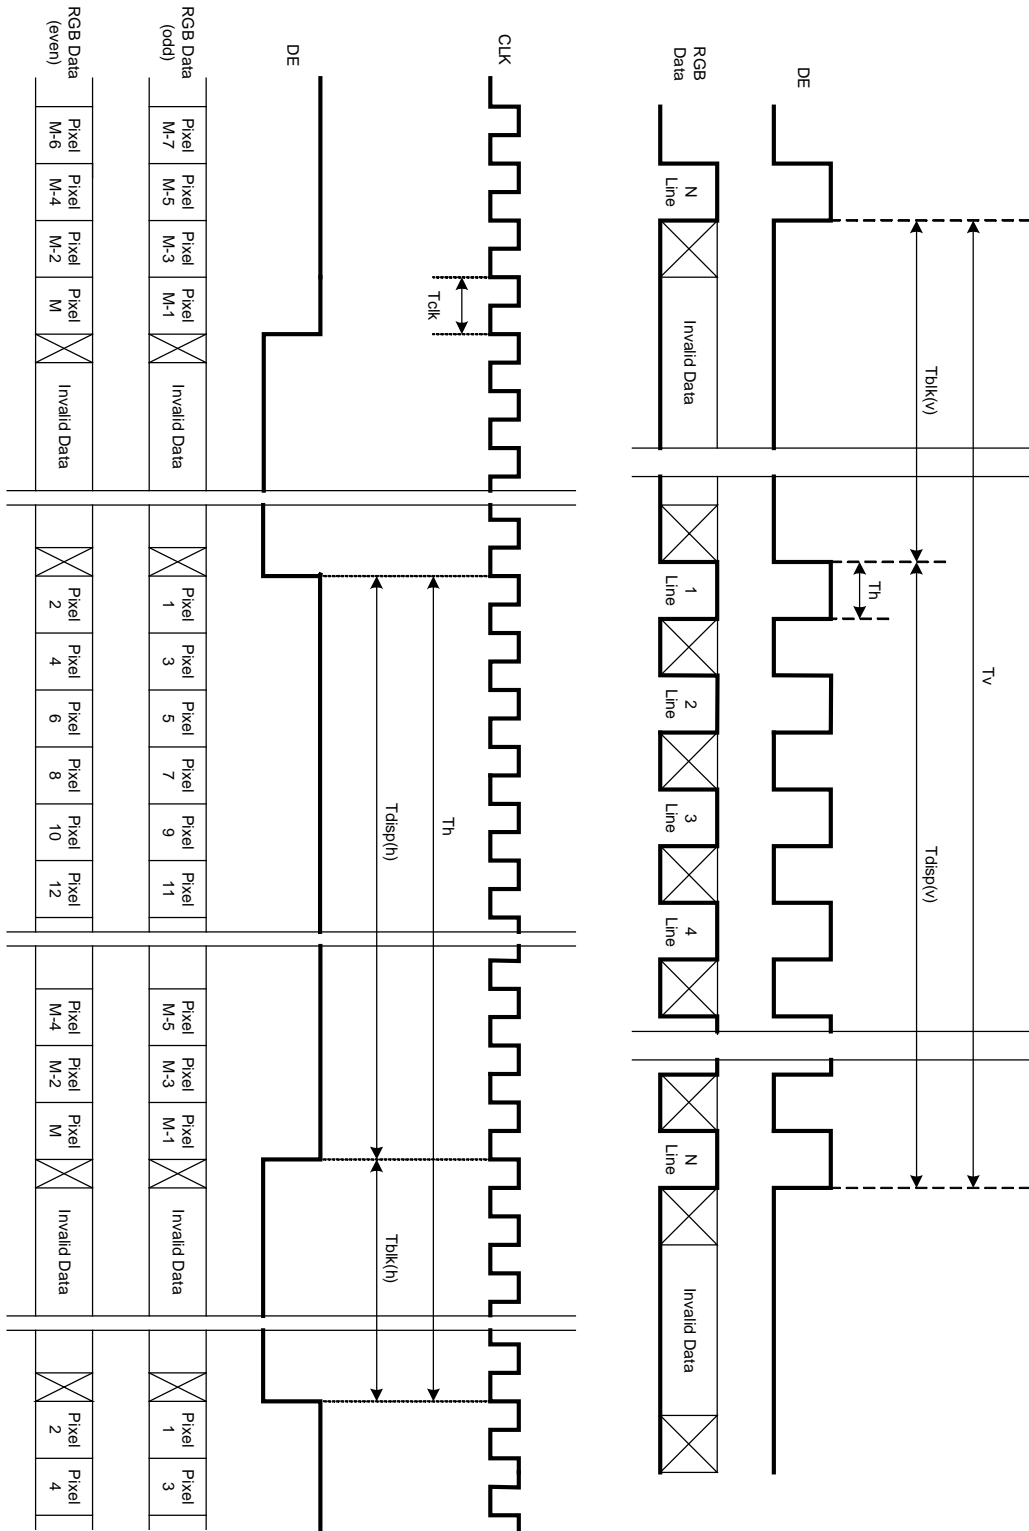 Tv
Tblk(v)
Tdisp(v)
Th
DE
RGB
Data
Line
N
Invalid Data
Line
1
Line
2
Line
3
Line
4
Line
N
Invalid Data
CLK
Tclk
Th
Tdisp(h)
Tblk(h)
DE
RGB Data
(odd)
Pixel
M-7
Pixel
M-5
Pixel
M-3
Pixel
M-1
Invalid Data
Pixel
1
Pixel
3
Pixel
5
Pixel
7
Pixel
9
Pixel
11
Pixel
M-5
Pixel
M-3
Pixel
M-1
Invalid Data
Pixel
1
Pixel
3
RGB Data
(even)
Pixel
M-6
Pixel
M-4
Pixel
M-2
Pixel
M
Invalid Data
Pixel
2
Pixel
4
Pixel
6
Pixel
8
Pixel
10
Pixel
12
Pixel
M-4
Pixel
M-2
Pixel
M
Invalid Data
Pixel
2
Pixel
4